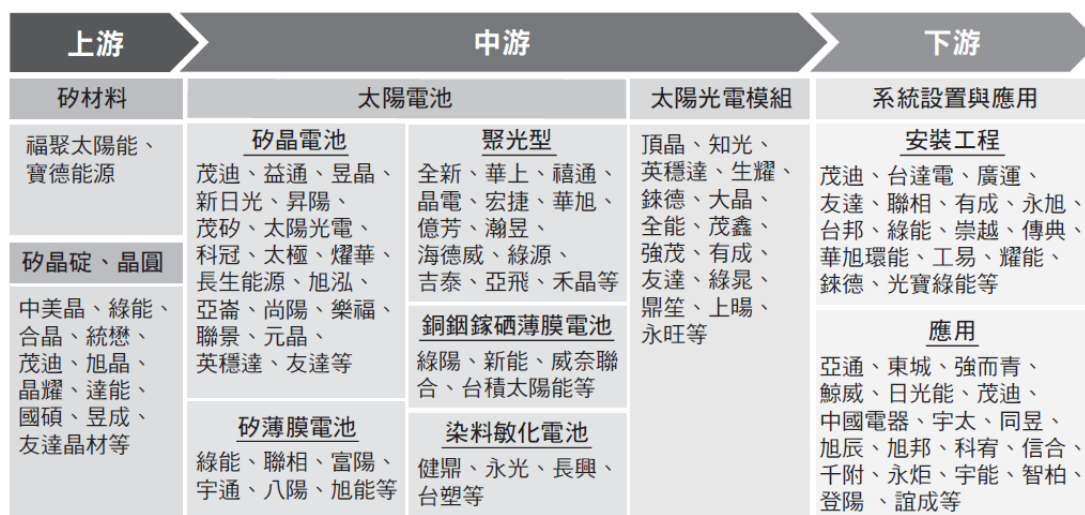 上游
中游
下游
矽材料
福聚太陽能、
寶德能源
矽晶碇、晶圓
中美晶、綠能、
合晶、統懋、
茂迪、旭晶、
晶耀、達能、
國碩、昱成、
友達晶材等
太陽電池
矽晶電池
茂迪、益通、昱晶、
新日光、昇陽、
茂矽、太陽光電、
科冠、太極、燿華、
長生能源、旭泓、
亞崙、尚陽、樂福、
聯景、元晶、
英穩達、友達等
矽薄膜電池
綠能、聯相、富陽、
宇通、八陽、旭能等
聚光型
全新、華上、禧通、
晶電、宏捷、華旭、
億芳、瀚昱、
海德威、綠源、
吉泰、亞飛、禾晶等
銅銦鎵硒薄膜電池
綠陽、新能、威奈聯
合、台積太陽能等
染料敏化電池
健鼎、永光、長興、
台塑等
太陽光電模組
頂晶、知光、
英穩達、生耀、
錸德、大晶、
全能、茂鑫、
強茂、有成、
友達、綠晁、
鼎笙、上暘、
永旺等
系統設置與應用
安裝工程
茂迪、台達電、廣運、
友達、聯相、有成、永旭、
台邦、綠能、崇越、傳典、
華旭環能、工易、耀能、
錸德、光寶綠能等
應用
亞通、東城、強而青、
鯨威、日光能、茂迪、
中國電器、宇太、同昱、
旭辰、旭邦、科宥、信合、
千附、永炬、宇能、智柏、
登陽 、誼成等